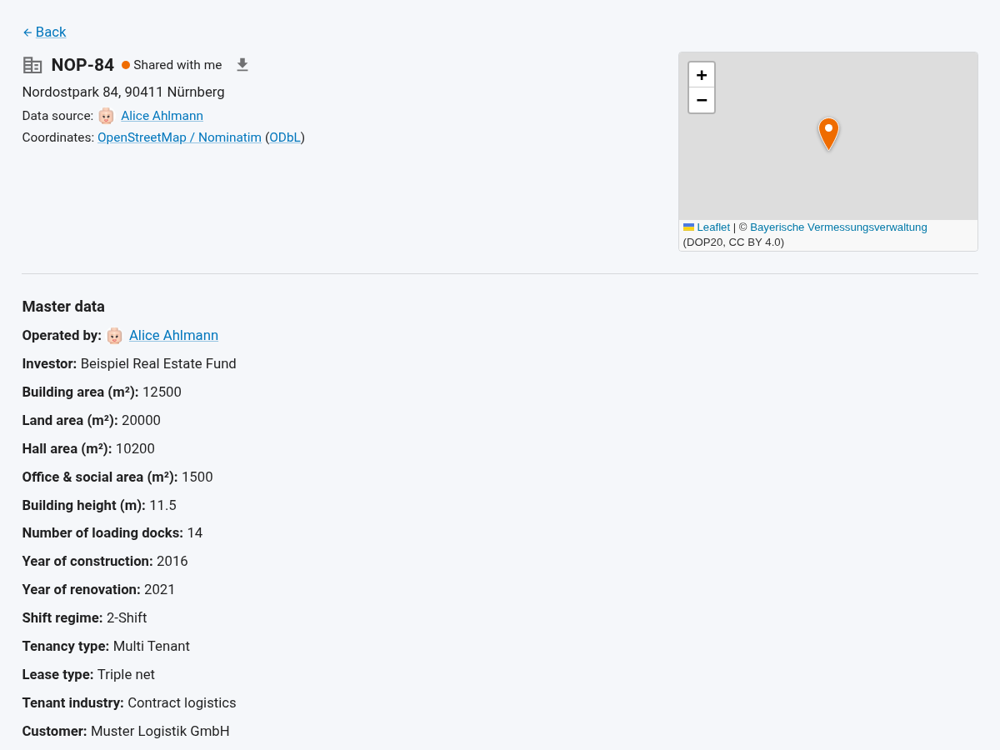 ← Back
NOP-84 Shared with me
Nordostpark 84, 90411 Nürnberg
Data source: Alice Ahlmann
Coordinates: OpenStreetMap / Nominatim (ODbL)
+
−
Leaflet | © Bayerische Vermessungsverwaltung
(DOP20, CC BY 4.0)
Master data
Operated by: Alice Ahlmann
Investor: Beispiel Real Estate Fund
Building area (m²): 12500
Land area (m²): 20000
Hall area (m²): 10200
Office & social area (m²): 1500
Building height (m): 11.5
Number of loading docks: 14
Year of construction: 2016
Year of renovation: 2021
Shift regime: 2-Shift
Tenancy type: Multi Tenant
Lease type: Triple net
Tenant industry: Contract logistics
Customer: Muster Logistik GmbH